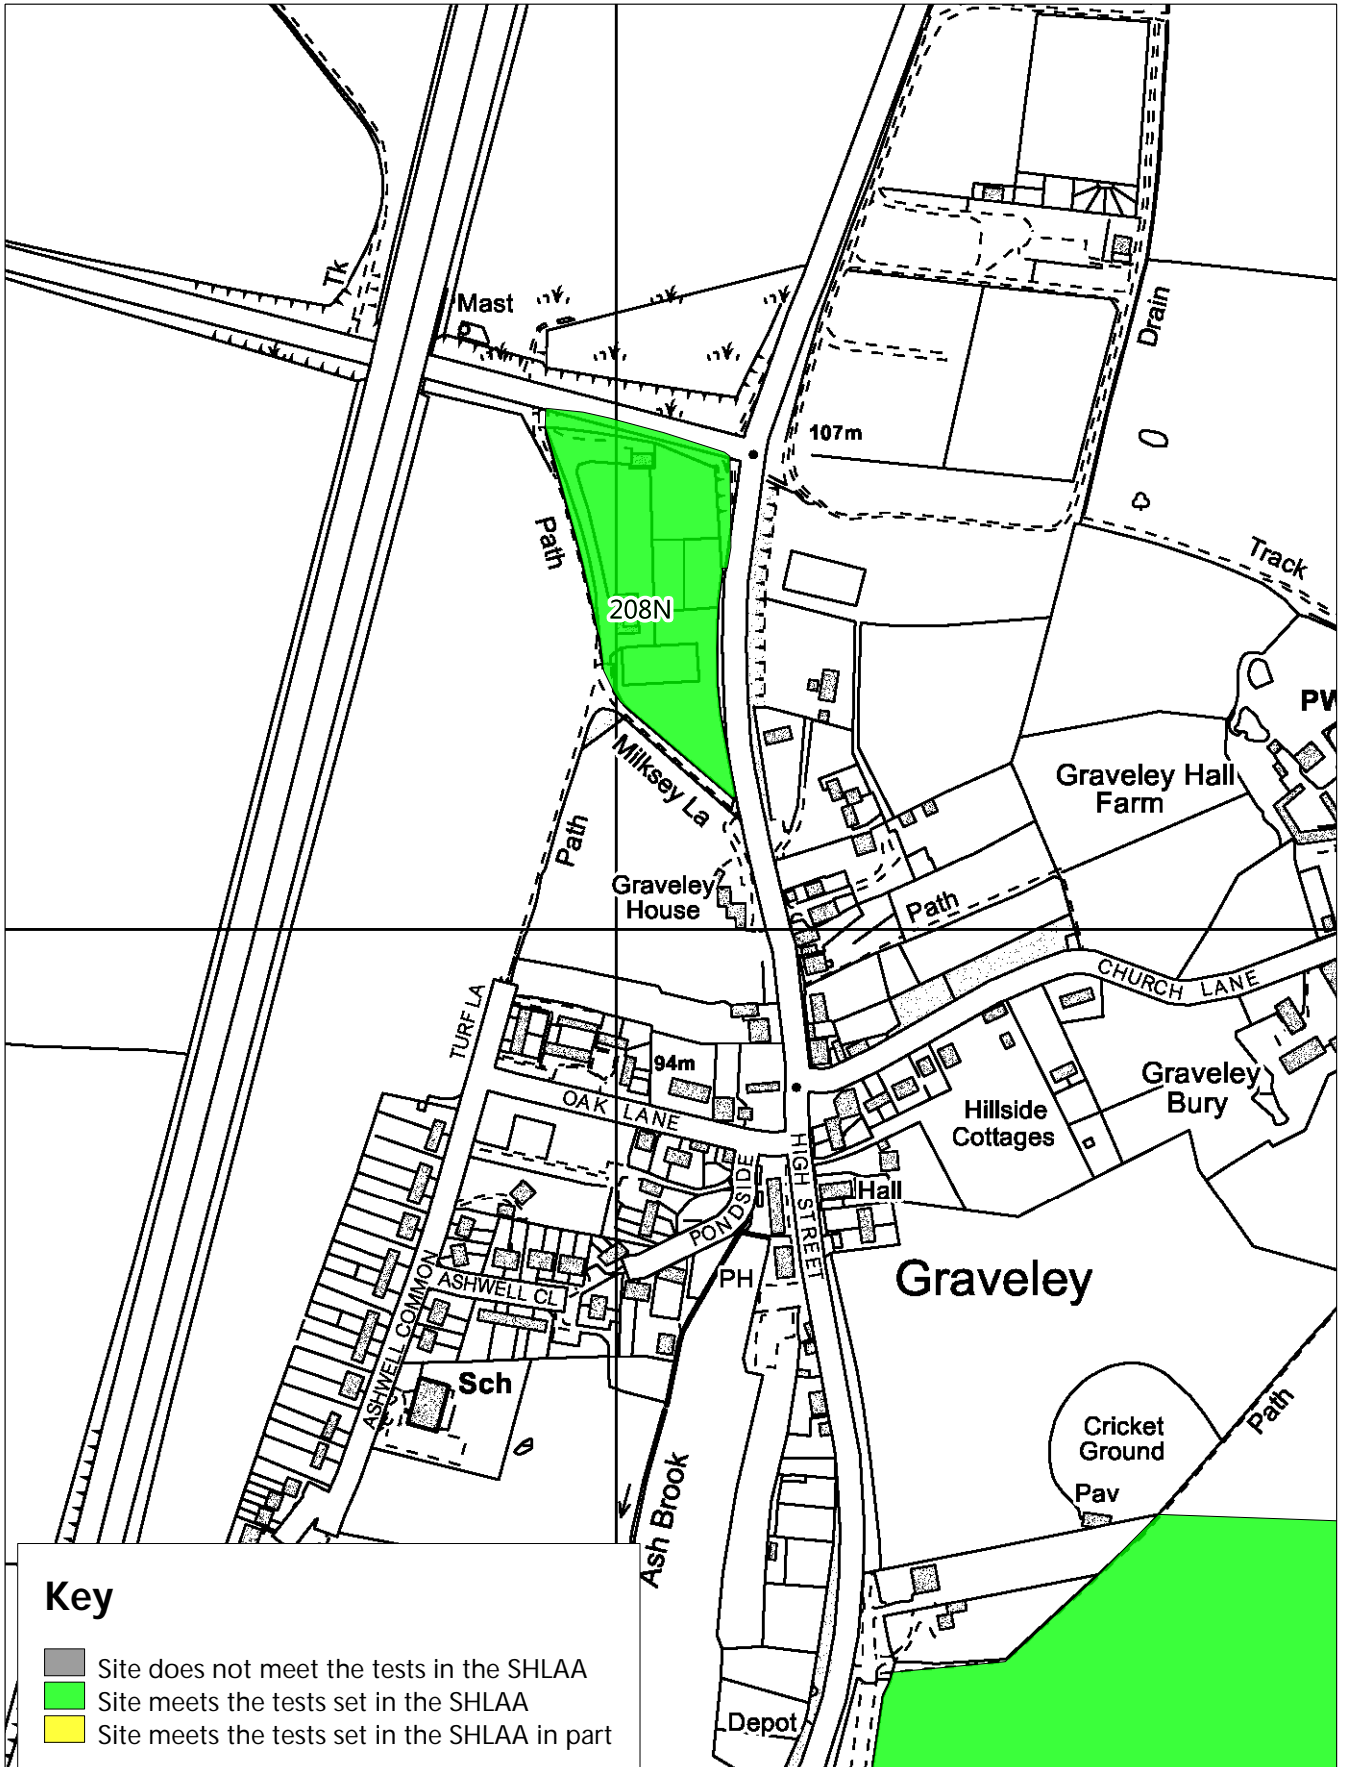 Tk
Mast
Drain
107m
Path
Track
208N
PW
Milksey La
Graveley Hall
Farm
Path
Graveley
House
Path
CHURCH LANE
TURF LA
94m
OAK LANE
Graveley
Bury
Hillside
Cottages
HIGH STREET
PONDSIDE
Hall
PH
Graveley
ASHWELL CL
ASHWELL COMMON
Sch
Cricket
Ground
Path
Pav
Ash Brook
Depot
Key
Site does not meet the tests in the SHLAA
Site meets the tests set in the SHLAA
Site meets the tests set in the SHLAA in part